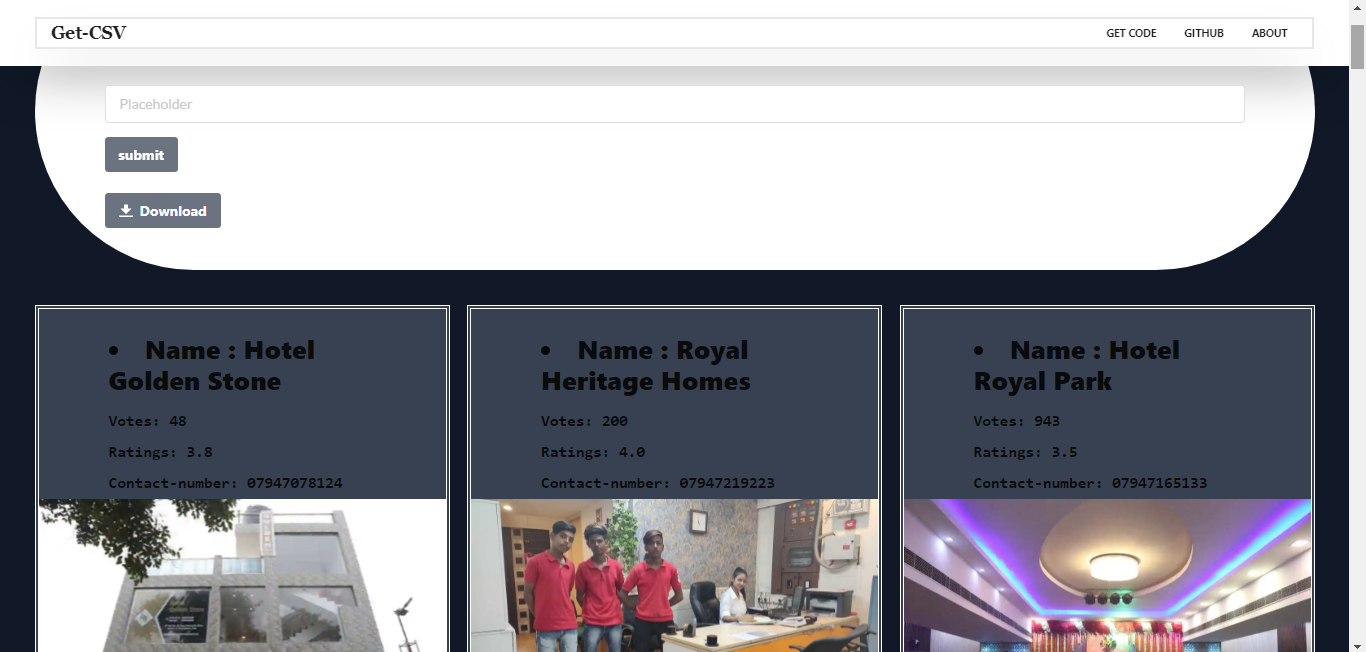 Get-CSV
GET CODE GITHUB ABOUT
Placeholder
submit
Download
Name : Hotel
Golden Stone
Votes: 48
Ratings: 3.8
Contact-number: 07947078124
Name : Royal
Heritage Homes
Votes: 200
Ratings: 4.0
Contact-number: 07947219223
Name : Hotel
Royal Park
Votes: 943
Ratings: 3.5
Contact-number: 07947165133